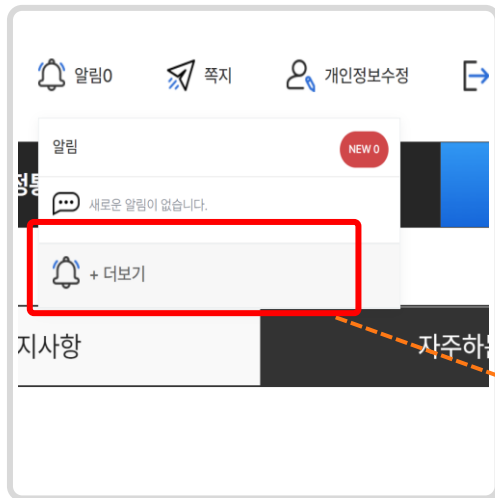 알림0 쪽지 개인정보수정
알림 NEW 0
새로운 알림이 없습니다.
+ 더보기
지사항 자주하는